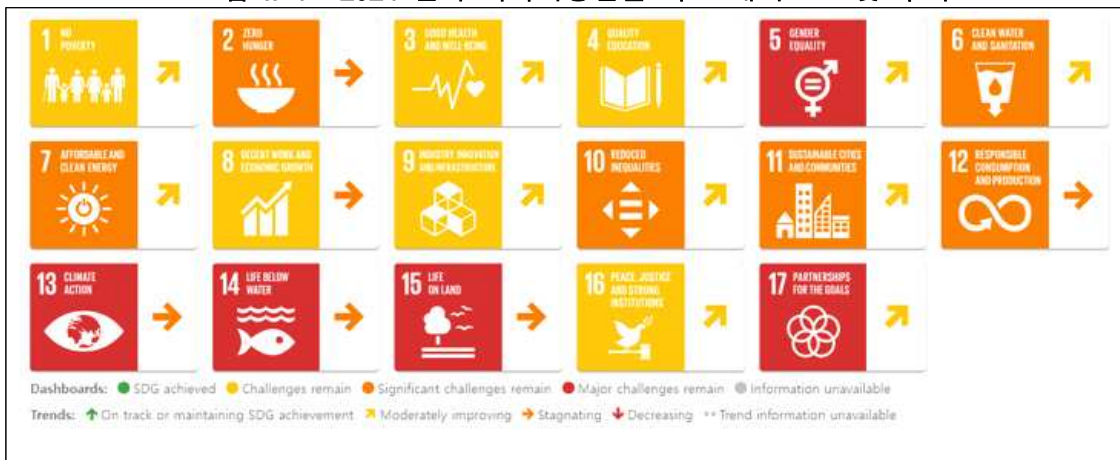 1 NO
POVERTY
2 ZERO
HUNGER
3 GOOD HEALTH
AND WELL-BEING
4 QUALITY
EDUCATION
5 GENDER
EQUALITY
6 CLEAN WATER
AND SANITATION
7 AFFORDABLE AND
CLEAN ENERGY
8 DECENT WORK AND
ECONOMIC GROWTH
9 INDUSTRY, INNOVATION
AND INFRASTRUCTURE
10 REDUCED
INEQUALITIES
11 SUSTAINABLE CITIES
AND COMMUNITIES
12 RESPONSIBLE
CONSUMPTION
AND PRODUCTION
13 CLIMATE
ACTION
14 LIFE BELOW
WATER
15 LIFE
ON LAND
16 PEACE, JUSTICE
AND STRONG
INSTITUTIONS
17 PARTNERSHIPS
FOR THE GOALS
Dashboards: SDG achieved Challenges remain Significant challenges remain Major challenges remain Information unavailable
Trends: On track or maintaining SDG achievement Moderately improving Stagnating Decreasing Trend information unavailable